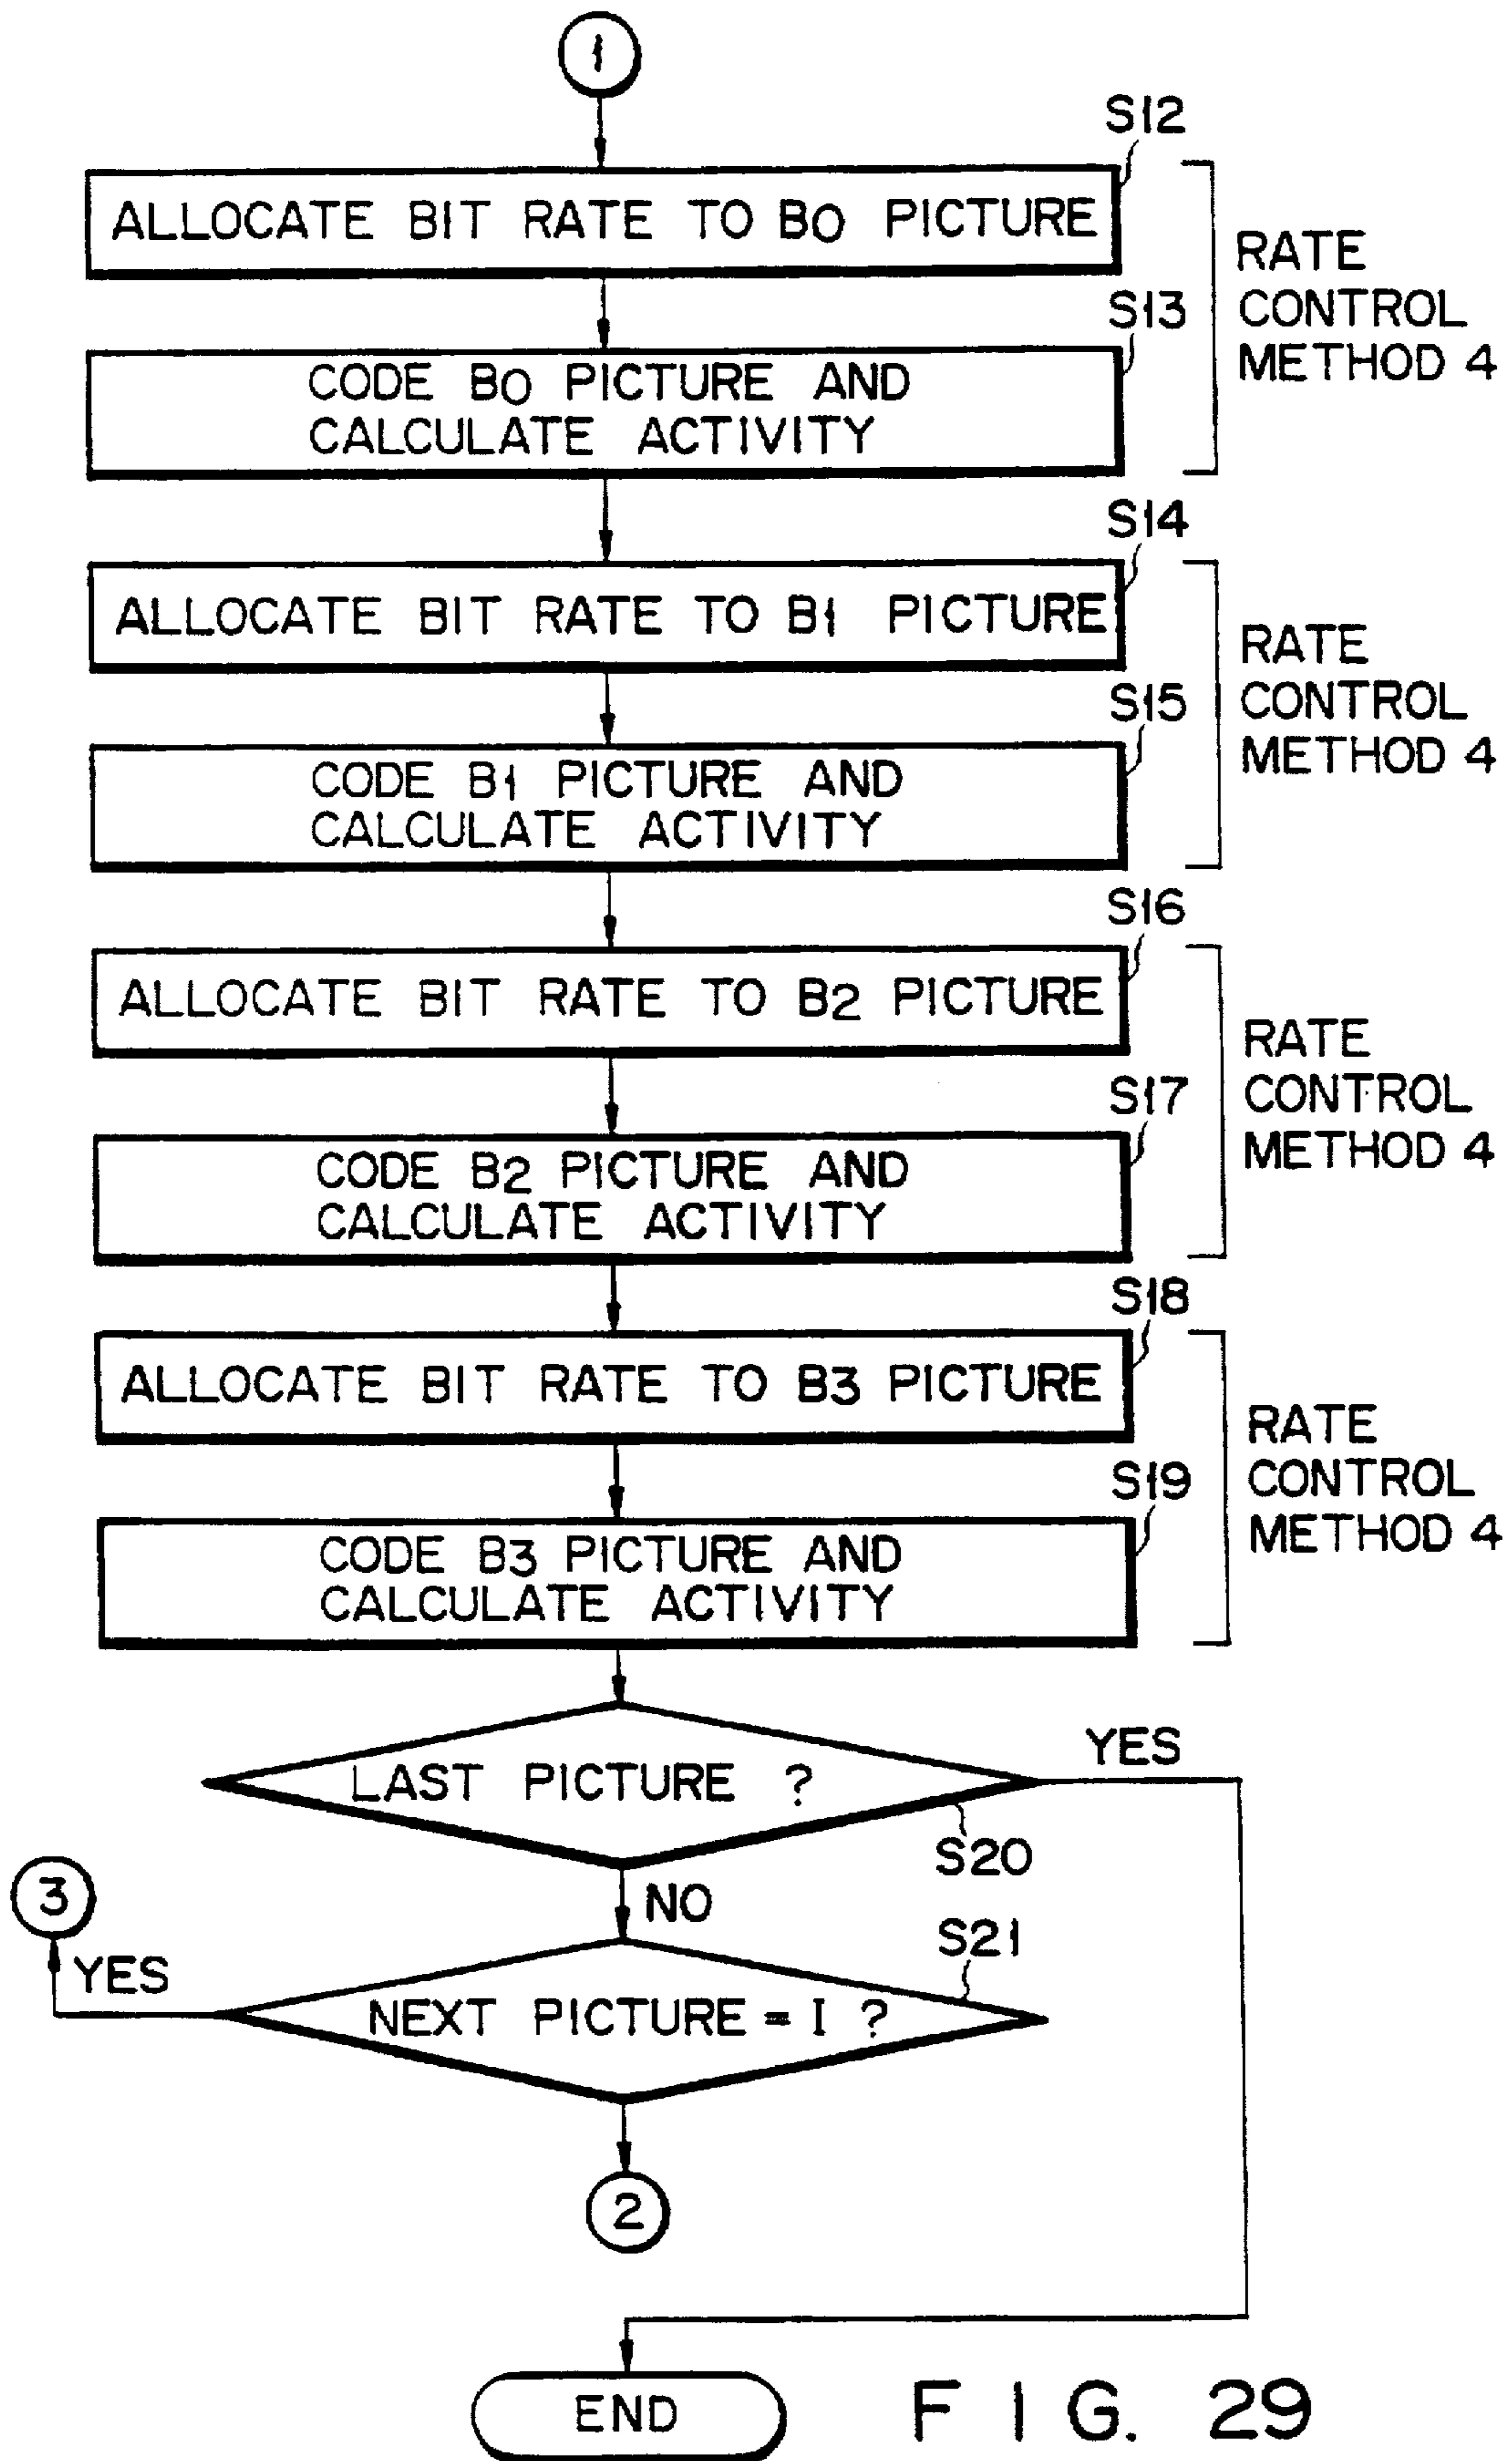 1
S12
ALLOCATE BIT RATE TO B0 PICTURE
RATE
CONTROL
METHOD 4
S13
CODE B0 PICTURE AND
CALCULATE ACTIVITY
S14
ALLOCATE BIT RATE TO B1 PICTURE
RATE
CONTROL
METHOD 4
S15
CODE B1 PICTURE AND
CALCULATE ACTIVITY
S16
ALLOCATE BIT RATE TO B2 PICTURE
RATE
CONTROL
METHOD 4
S17
CODE B2 PICTURE AND
CALCULATE ACTIVITY
S18
ALLOCATE BIT RATE TO B3 PICTURE
RATE
CONTROL
METHOD 4
S19
CODE B3 PICTURE AND
CALCULATE ACTIVITY
LAST PICTURE ?
YES
S20
NO
3
YES
S21
NEXT PICTURE = I ?
2
END
FIG. 29